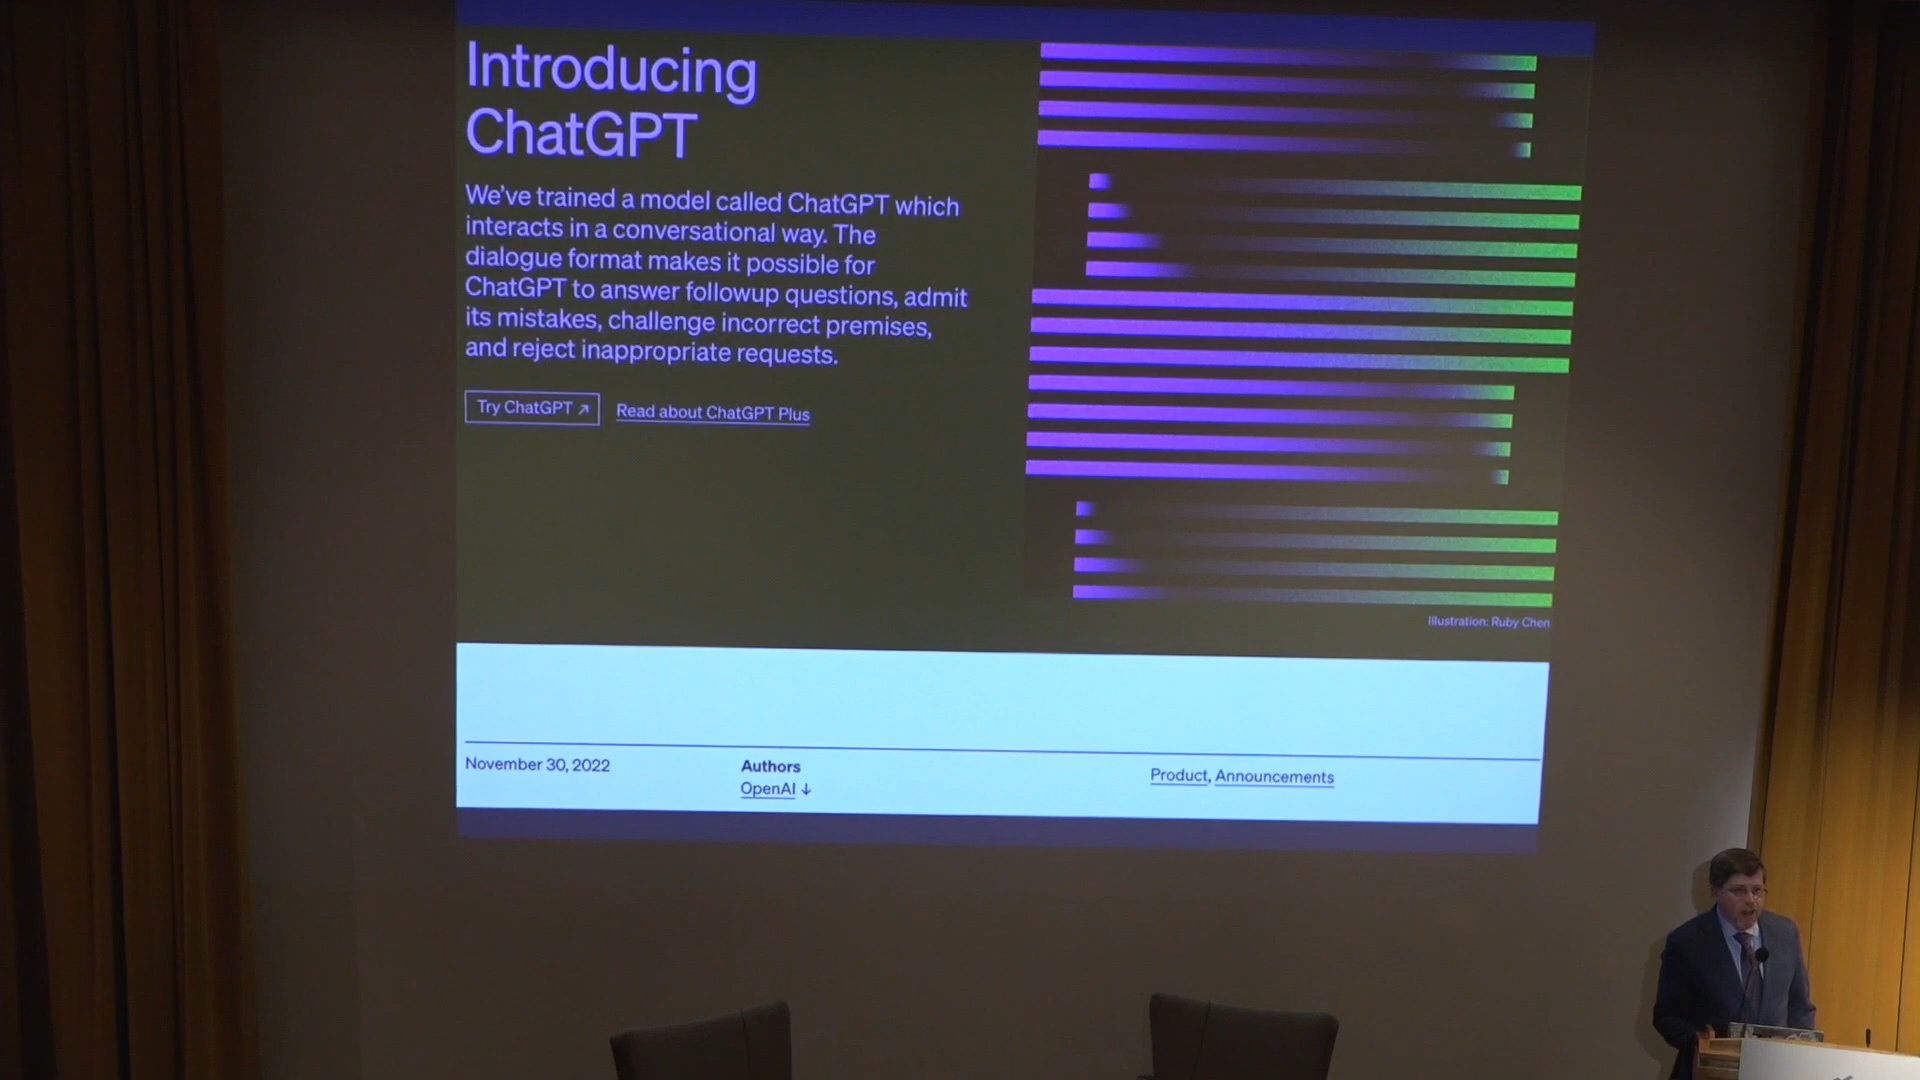 Introducing
ChatGPT
We've trained a model called ChatGPT which
interacts in a conversational way. The
dialogue format makes it possible for
ChatGPT to answer followup questions, admit
its mistakes, challenge incorrect premises,
and reject inappropriate requests.
Try ChatGPT ↗
Read about ChatGPT Plus
Illustration: Ruby Chen
November 30, 2022
Authors
OpenAI ↓
Product, Announcements